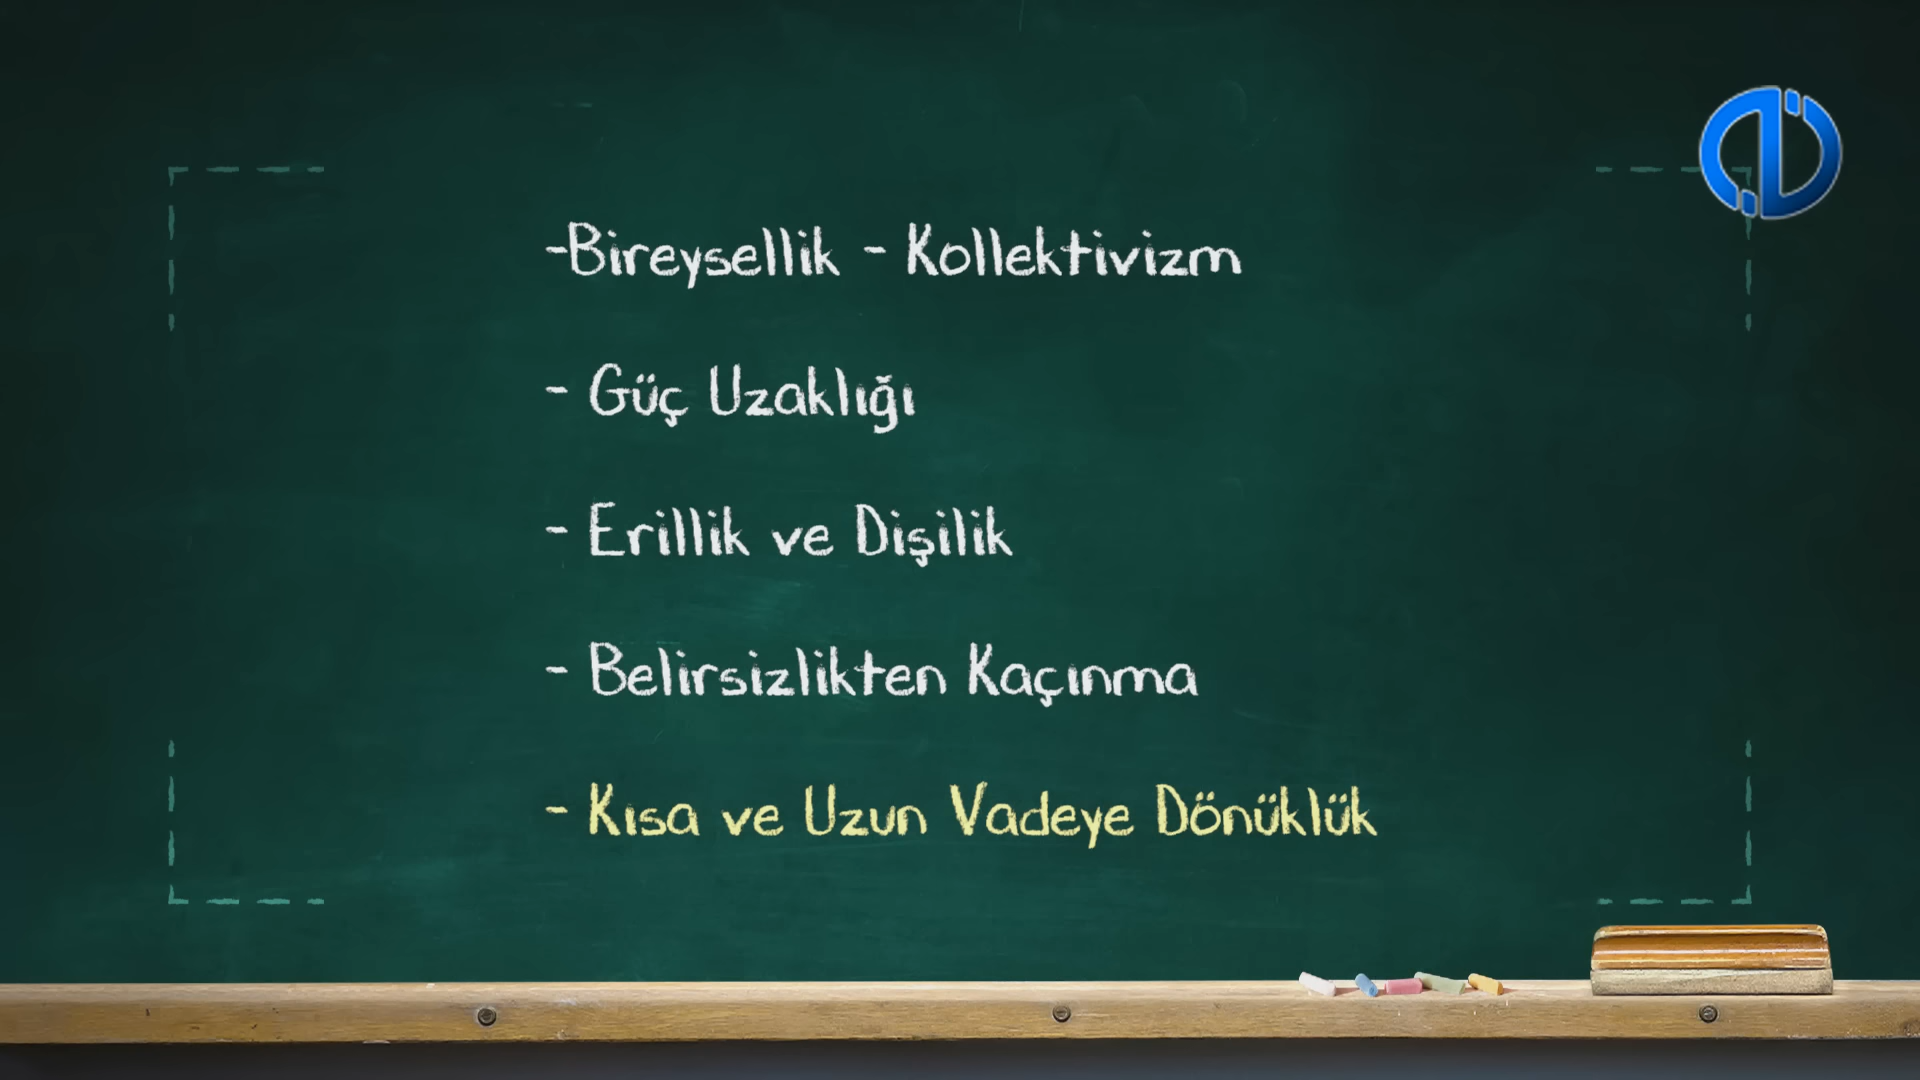 -Bireysellik - Kollektivizm
- Güç Uzaklığı
- Erillik ve Dişilik
- Belirsizlikten Kaçınma
- Kısa ve Uzun Vadeye Dönüklük